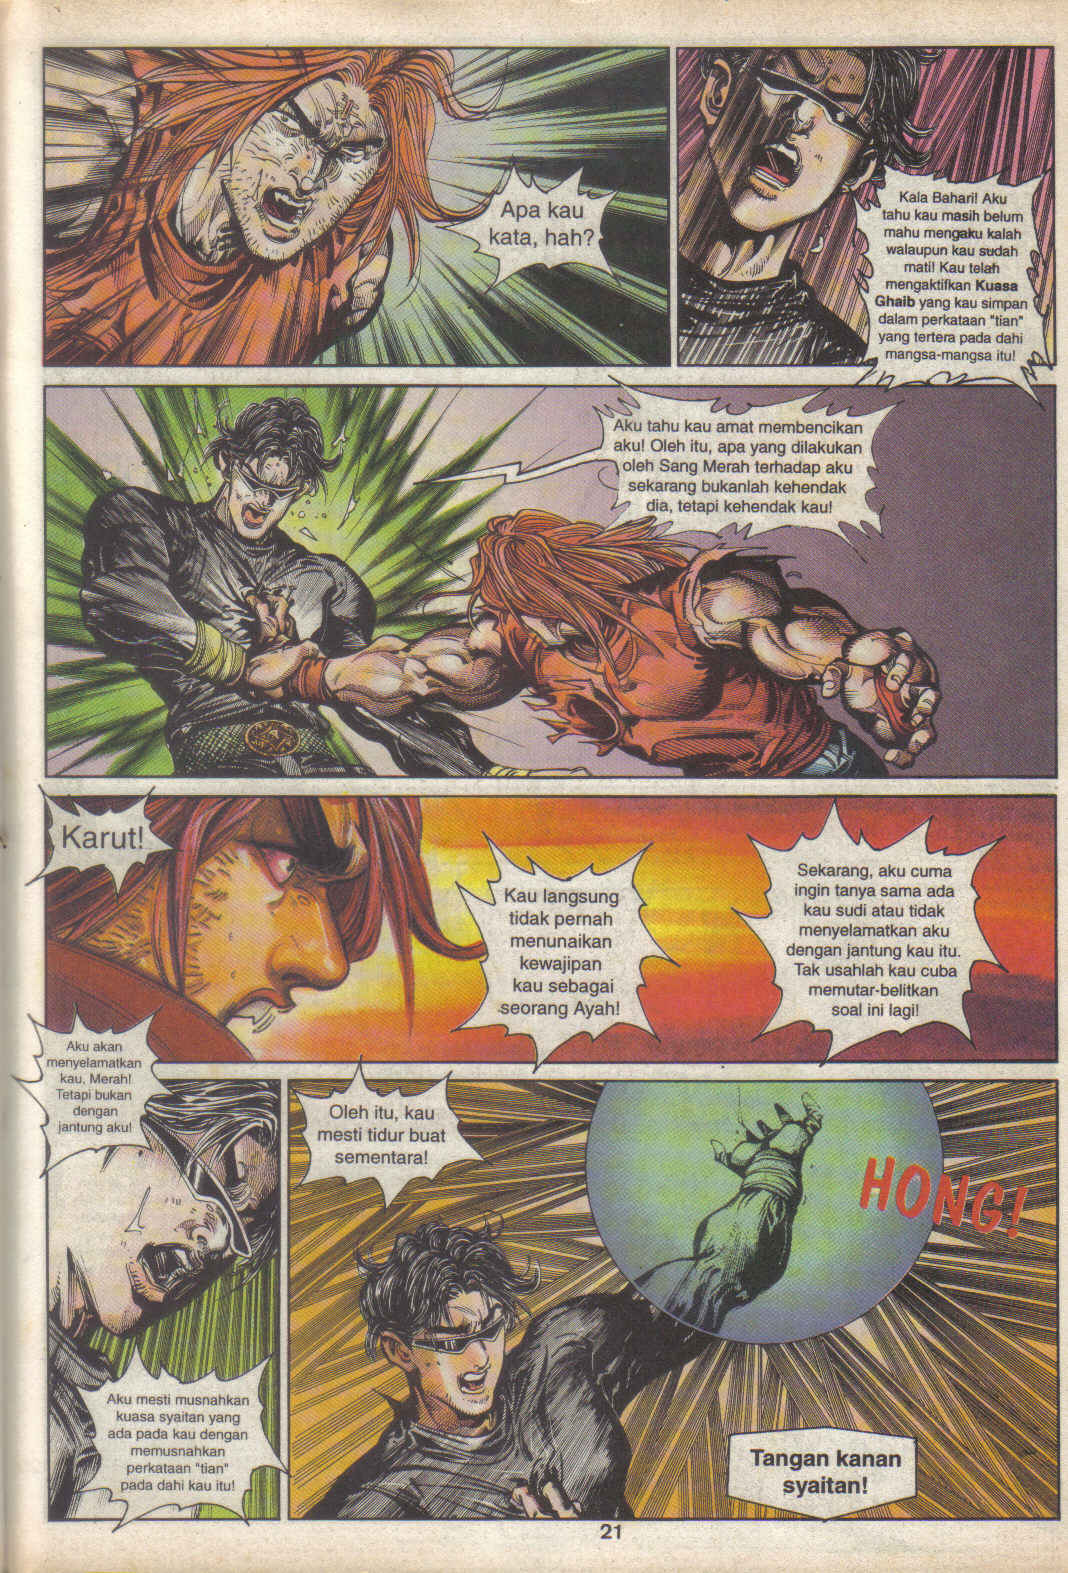 Apa kau
kata, hah?
Kala Bahari! Aku
tahu kau masih belum
mahu mengaku kalah
walaupun kau sudah
mati! Kau telah
mengaktifkan Kuasa
Ghaib yang kau simpan
dalam perkataan "tian"
yang tertera pada dahi
mangsa-mangsa itu!
Aku tahu kau amat membencikan
aku! Oleh itu, apa yang dilakukan
oleh Sang Merah terhadap aku
sekarang bukanlah kehendak
dia, tetapi kehendak kau!
Karut!
Kau langsung
tidak pernah
menunaikan
kewajipan
kau sebagai
seorang Ayah!
Sekarang, aku cuma
ingin tanya sama ada
kau sudi atau tidak
menyelamatkan aku
dengan jantung kau itu.
Tak usahlah kau cuba
memutar-belitkan
soal ini lagi!
Aku akan
menyelamatkan
kau, Merah!
Tetapi bukan
dengan
jantung aku!
Aku mesti musnahkan
kuasa syaitan yang
ada pada kau dengan
memusnahkan
perkataan "tian"
pada dahi kau itu!
Oleh itu, kau
mesti tidur buat
sementara!
HONG!
Tangan kanan
syaitan!
21